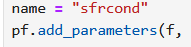 name = "sfrcond"
pf.add_parameters(f,